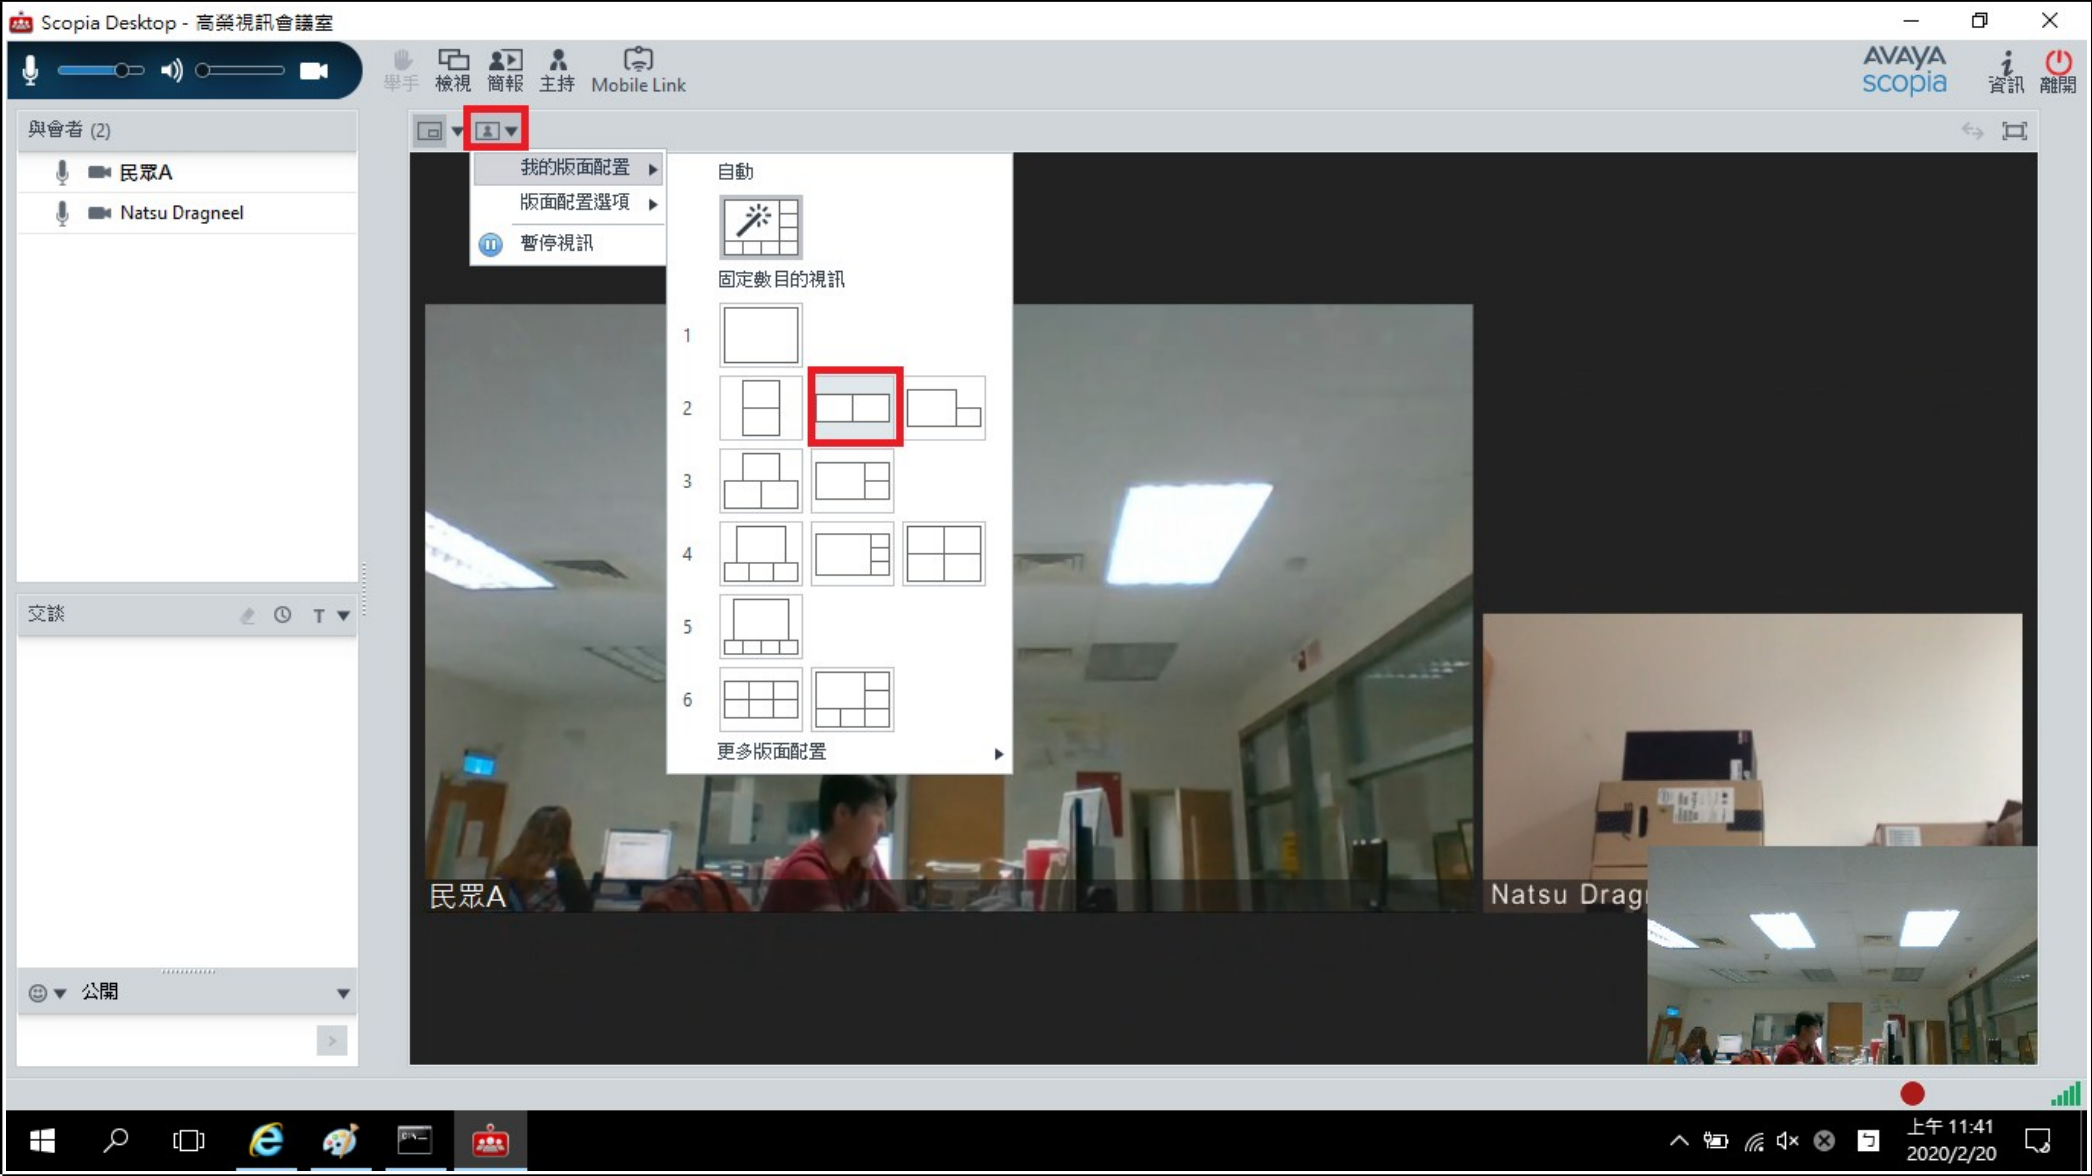 Scopia Desktop - 高榮視訊會議室
舉手
檢視
簡報
主持
Mobile Link
AVAYA
scopia
資訊
離開
與會者 (2)
民眾A
Natsu Dragneel
我的版面配置
版面配置選項
暫停視訊
自動
固定數目的視訊
1
2
3
4
5
6
更多版面配置
交談
T
公開
民眾A
Natsu Drag
上午 11:41
2020/2/20